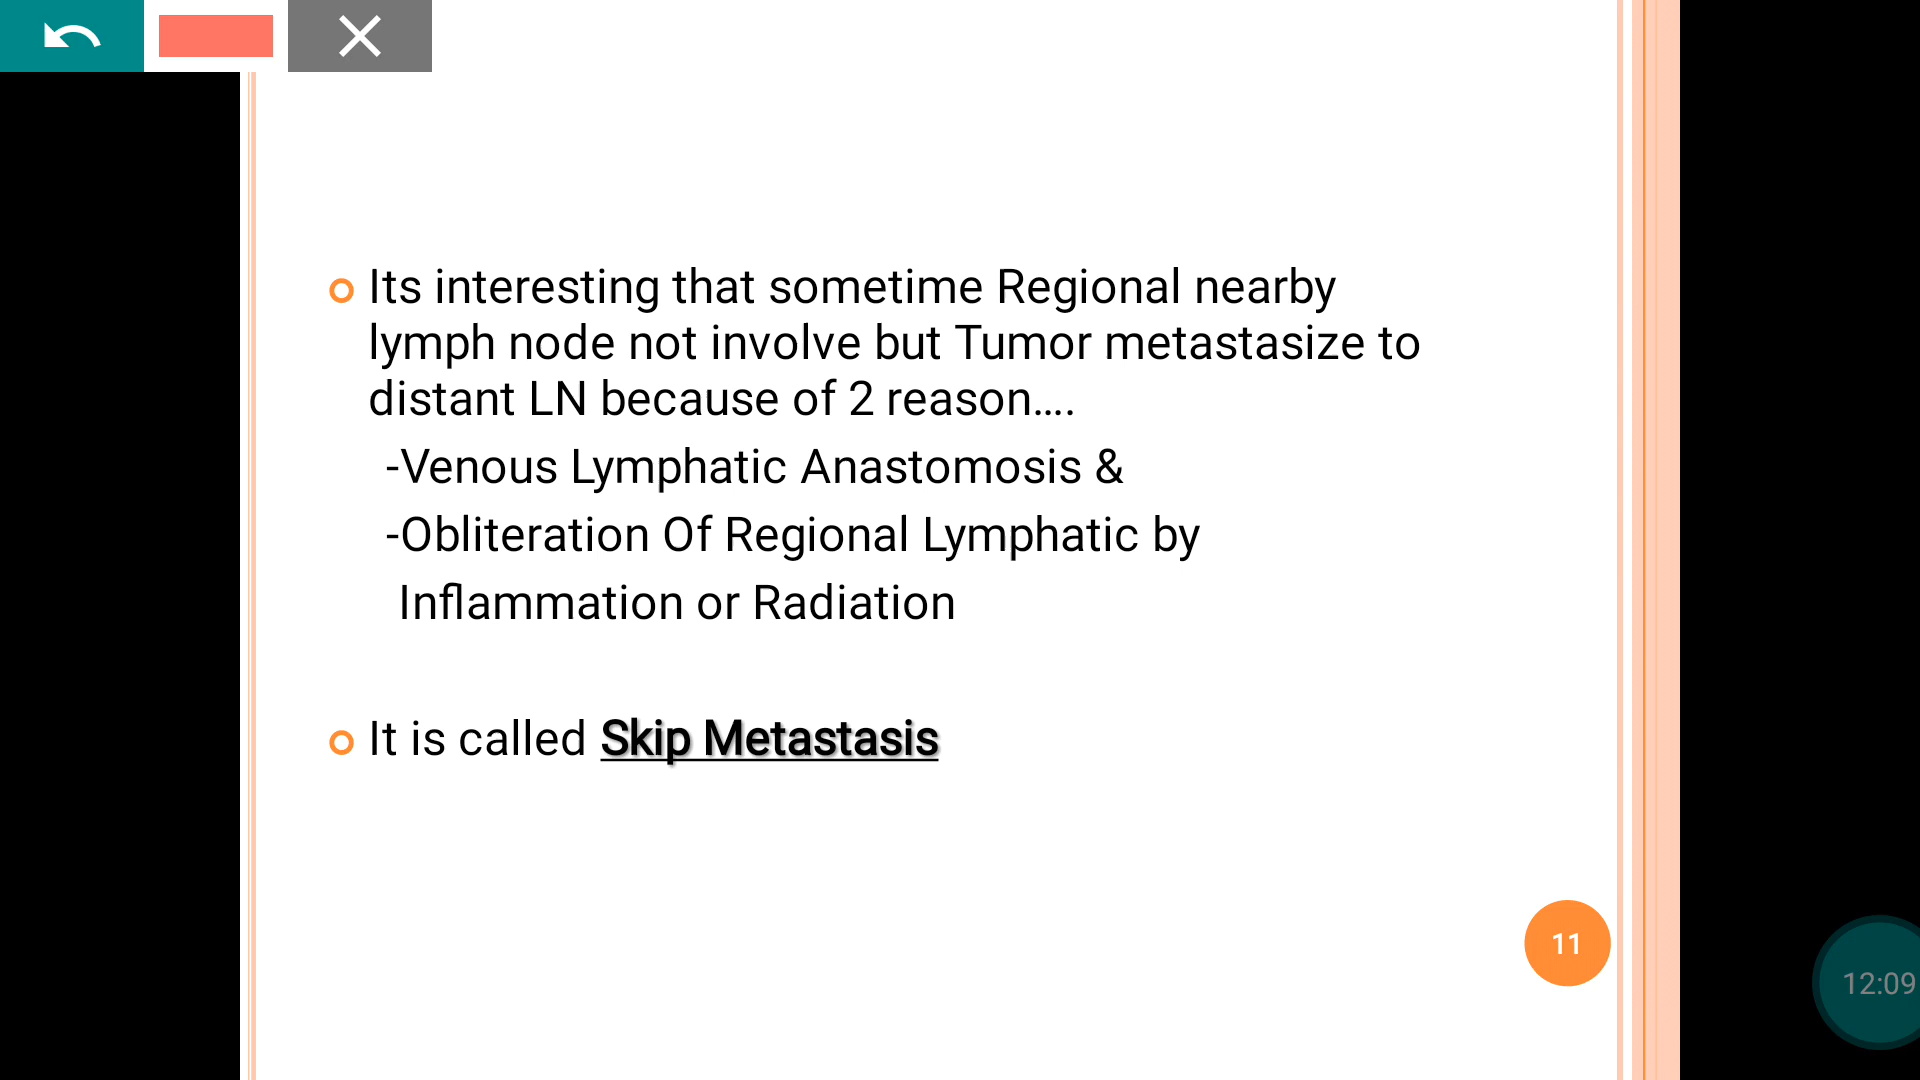 Its interesting that sometime Regional nearby
lymph node not involve but Tumor metastasize to
distant LN because of 2 reason....
-Venous Lymphatic Anastomosis &
-Obliteration Of Regional Lymphatic by
Inflammation or Radiation
It is called Skip Metastasis
11
12:09